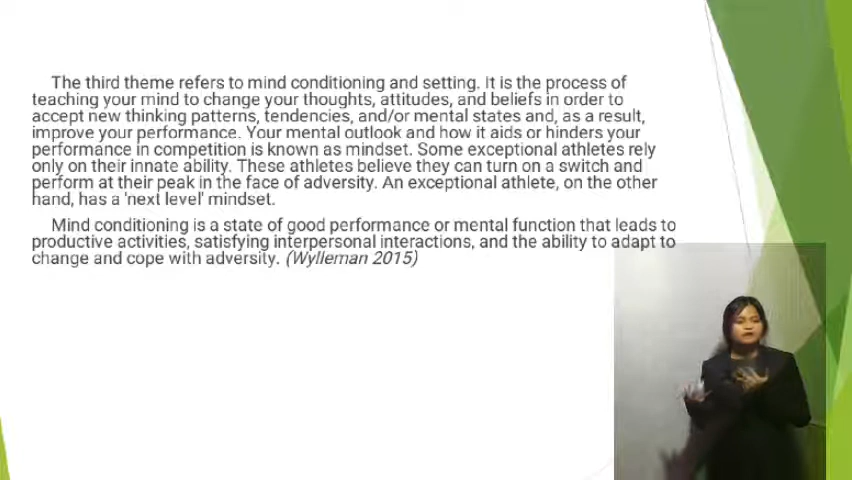 The third theme refers to mind conditioning and setting. It is the process of
teaching your mind to change your thoughts, attitudes, and beliefs in order to
accept new thinking patterns, tendencies, and/or mental states and, as a result,
improve your performance. Your mental outlook and how it aids or hinders your
performance in competition is known as mindset. Some exceptional athletes rely
only on their innate ability. These athletes believe they can turn on a switch and
perform at their peak in the face of adversity. An exceptional athlete, on the other
hand, has a 'next level' mindset.
Mind conditioning is a state of good performance or mental function that leads to
productive activities, satisfying interpersonal interactions, and the ability to adapt to
change and cope with adversity. (Wylleman 2015)